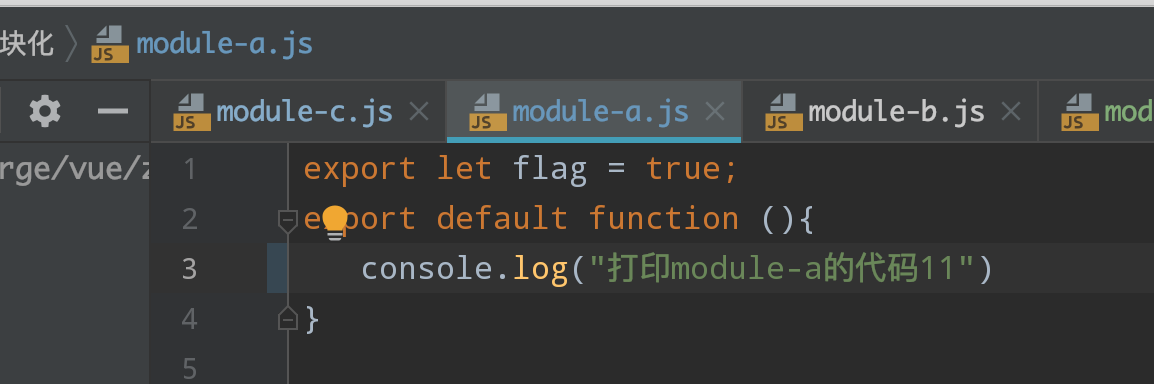 块化 module-a.js
module-c.js module-a.js module-b.js mod
rge/vue/
1 export let flag = true;
2 export default function (){
3 console.log("打印module-a的代码11")
4 }
5